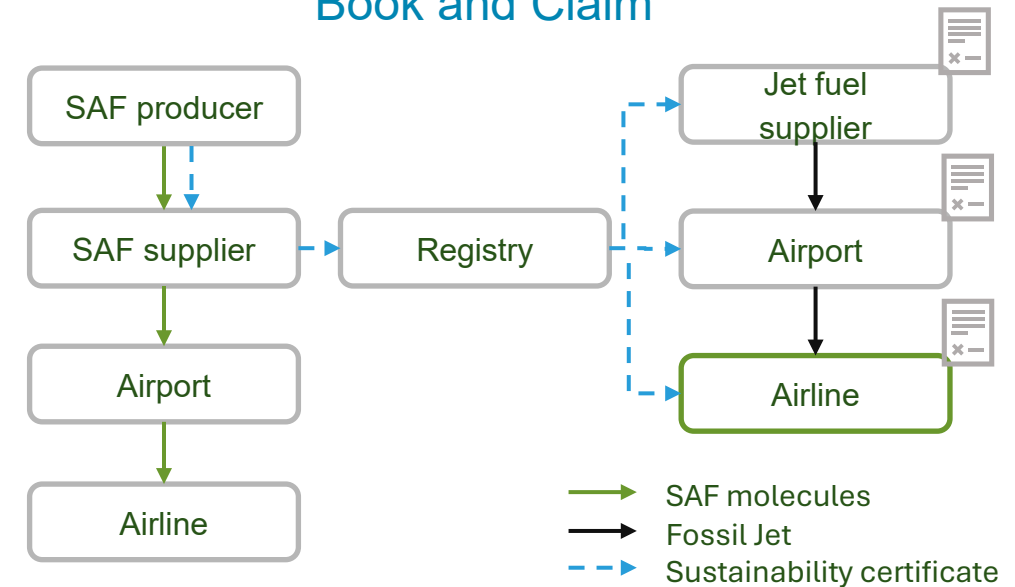 Book and Claim
SAF producer
SAF supplier
Airport
Airline
Registry
Jet fuel
supplier
Airport
Airline
SAF molecules
Fossil Jet
Sustainability certificate